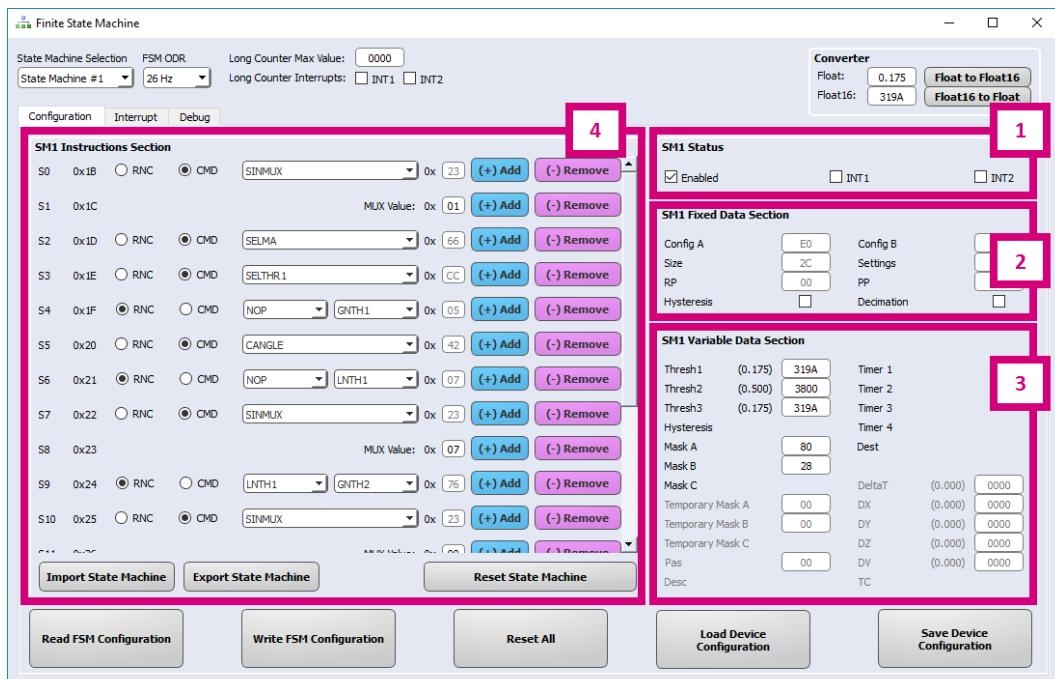 Finite State Machine
State Machine Selection FSM ODR Long Counter Max Value: 0000
State Machine #1 26 Hz Long Counter Interrupts: INT1 INT2
Converter
Float: 0.175 Float to Float16
Float16: 319A Float16 to Float
Configuration Interrupt Debug
4
SM1 Instructions Section
S0 0x1B RNC CMD SINMUX 0x 23 (+) Add (-) Remove
S1 0x1C MUX Value: 0x 01 (+) Add (-) Remove
S2 0x1D RNC CMD SELMA 0x 66 (+) Add (-) Remove
S3 0x1E RNC CMD SELTHR1 0x CC (+) Add (-) Remove
S4 0x1F RNC CMD NOP GNTH1 0x 05 (+) Add (-) Remove
S5 0x20 RNC CMD CANGLE 0x 42 (+) Add (-) Remove
S6 0x21 RNC CMD NOP LNTH1 0x 07 (+) Add (-) Remove
S7 0x22 RNC CMD SINMUX 0x 23 (+) Add (-) Remove
S8 0x23 MUX Value: 0x 07 (+) Add (-) Remove
S9 0x24 RNC CMD LNTH1 GNTH2 0x 76 (+) Add (-) Remove
S10 0x25 RNC CMD SINMUX 0x 23 (+) Add (-) Remove
Import State Machine Export State Machine Reset State Machine
1
SM1 Status
Enabled INT1 INT2
SM1 Fixed Data Section
2
Config A E0 Config B
Size 2C Settings
RP 00 PP
Hysteresis Decimation
SM1 Variable Data Section
3
Thresh1 (0.175) 319A Timer 1
Thresh2 (0.500) 3800 Timer 2
Thresh3 (0.175) 319A Timer 3
Hysteresis Timer 4
Mask A 80 Dest
Mask B 28
Mask C DeltaT (0.000) 0000
Temporary Mask A 00 DX (0.000) 0000
Temporary Mask B 00 DY (0.000) 0000
Temporary Mask C DZ (0.000) 0000
Pas 00 DV (0.000) 0000
Desc TC
Read FSM Configuration Write FSM Configuration Reset All Load Device Configuration Save Device Configuration